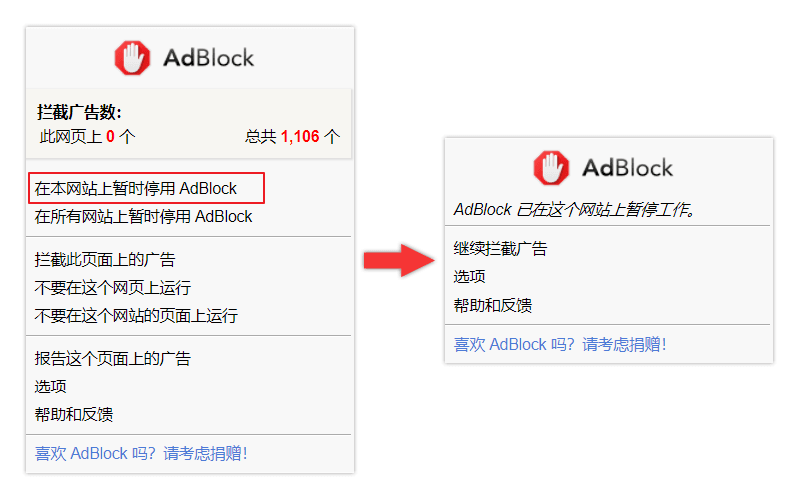 AdBlock
拦截广告数:
此网页上 0 个
总共 1,106 个
在本网站上暂时停用 AdBlock
在所有网站上暂时停用 AdBlock
拦截此页面上的广告
不要在这个网页上运行
不要在这个网站的页面上运行
报告这个页面上的广告
选项
帮助和反馈
喜欢 AdBlock 吗？请考虑捐赠!
AdBlock
AdBlock 已在这个网站上暂停工作。
继续拦截广告
选项
帮助和反馈
喜欢 AdBlock 吗？请考虑捐赠!